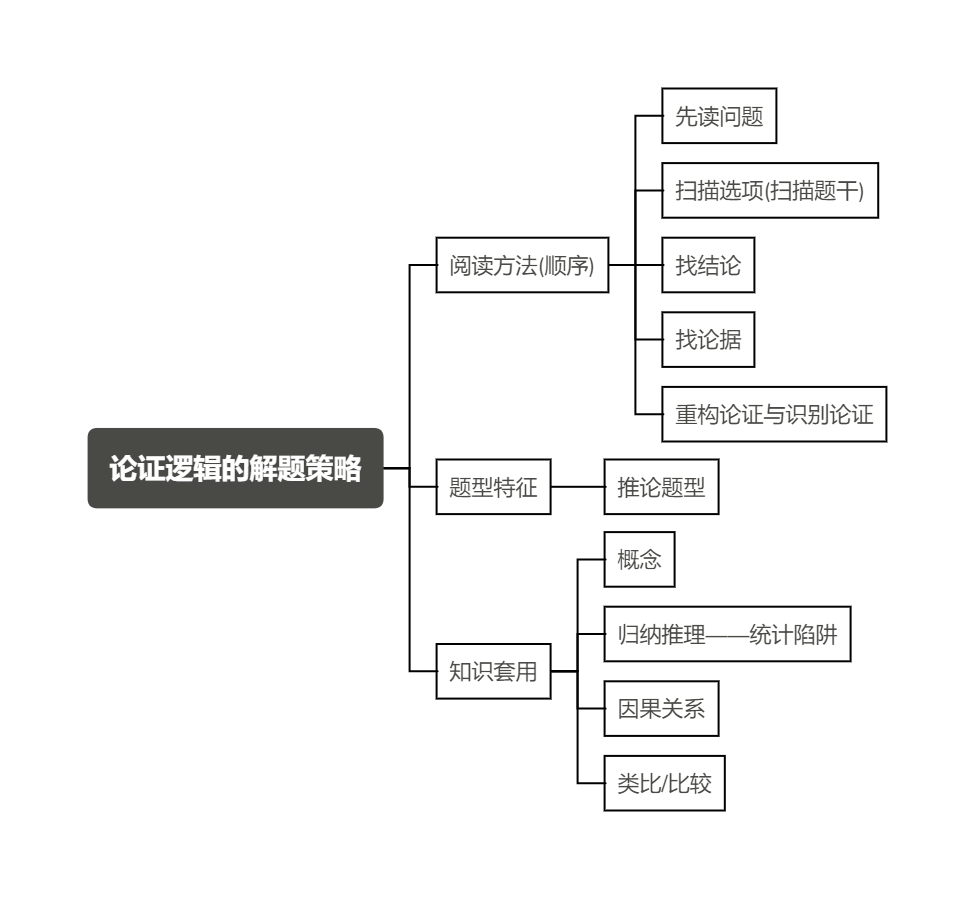 论证逻辑的解题策略
阅读方法(顺序)
先读问题
扫描选项(扫描题干)
找结论
找论据
重构论证与识别论证
题型特征
推论题型
知识套用
概念
归纳推理——统计陷阱
因果关系
类比/比较